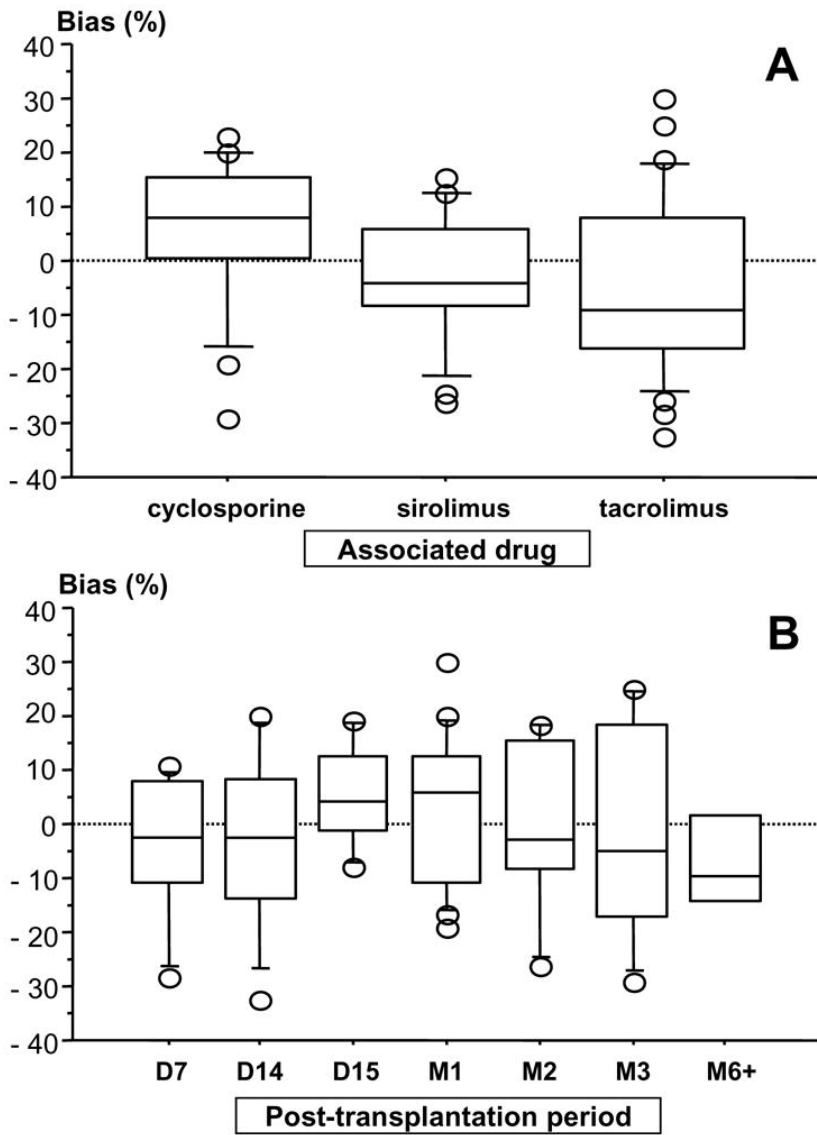 Bias (%)
A
40
30
20
10
0
- 10
- 20
- 30
- 40
cyclosporine sirolimus tacrolimus
Associated drug
Bias (%)
B
40
30
20
10
0
- 10
- 20
- 30
- 40
D7 D14 D15 M1 M2 M3 M6+
Post-transplantation period